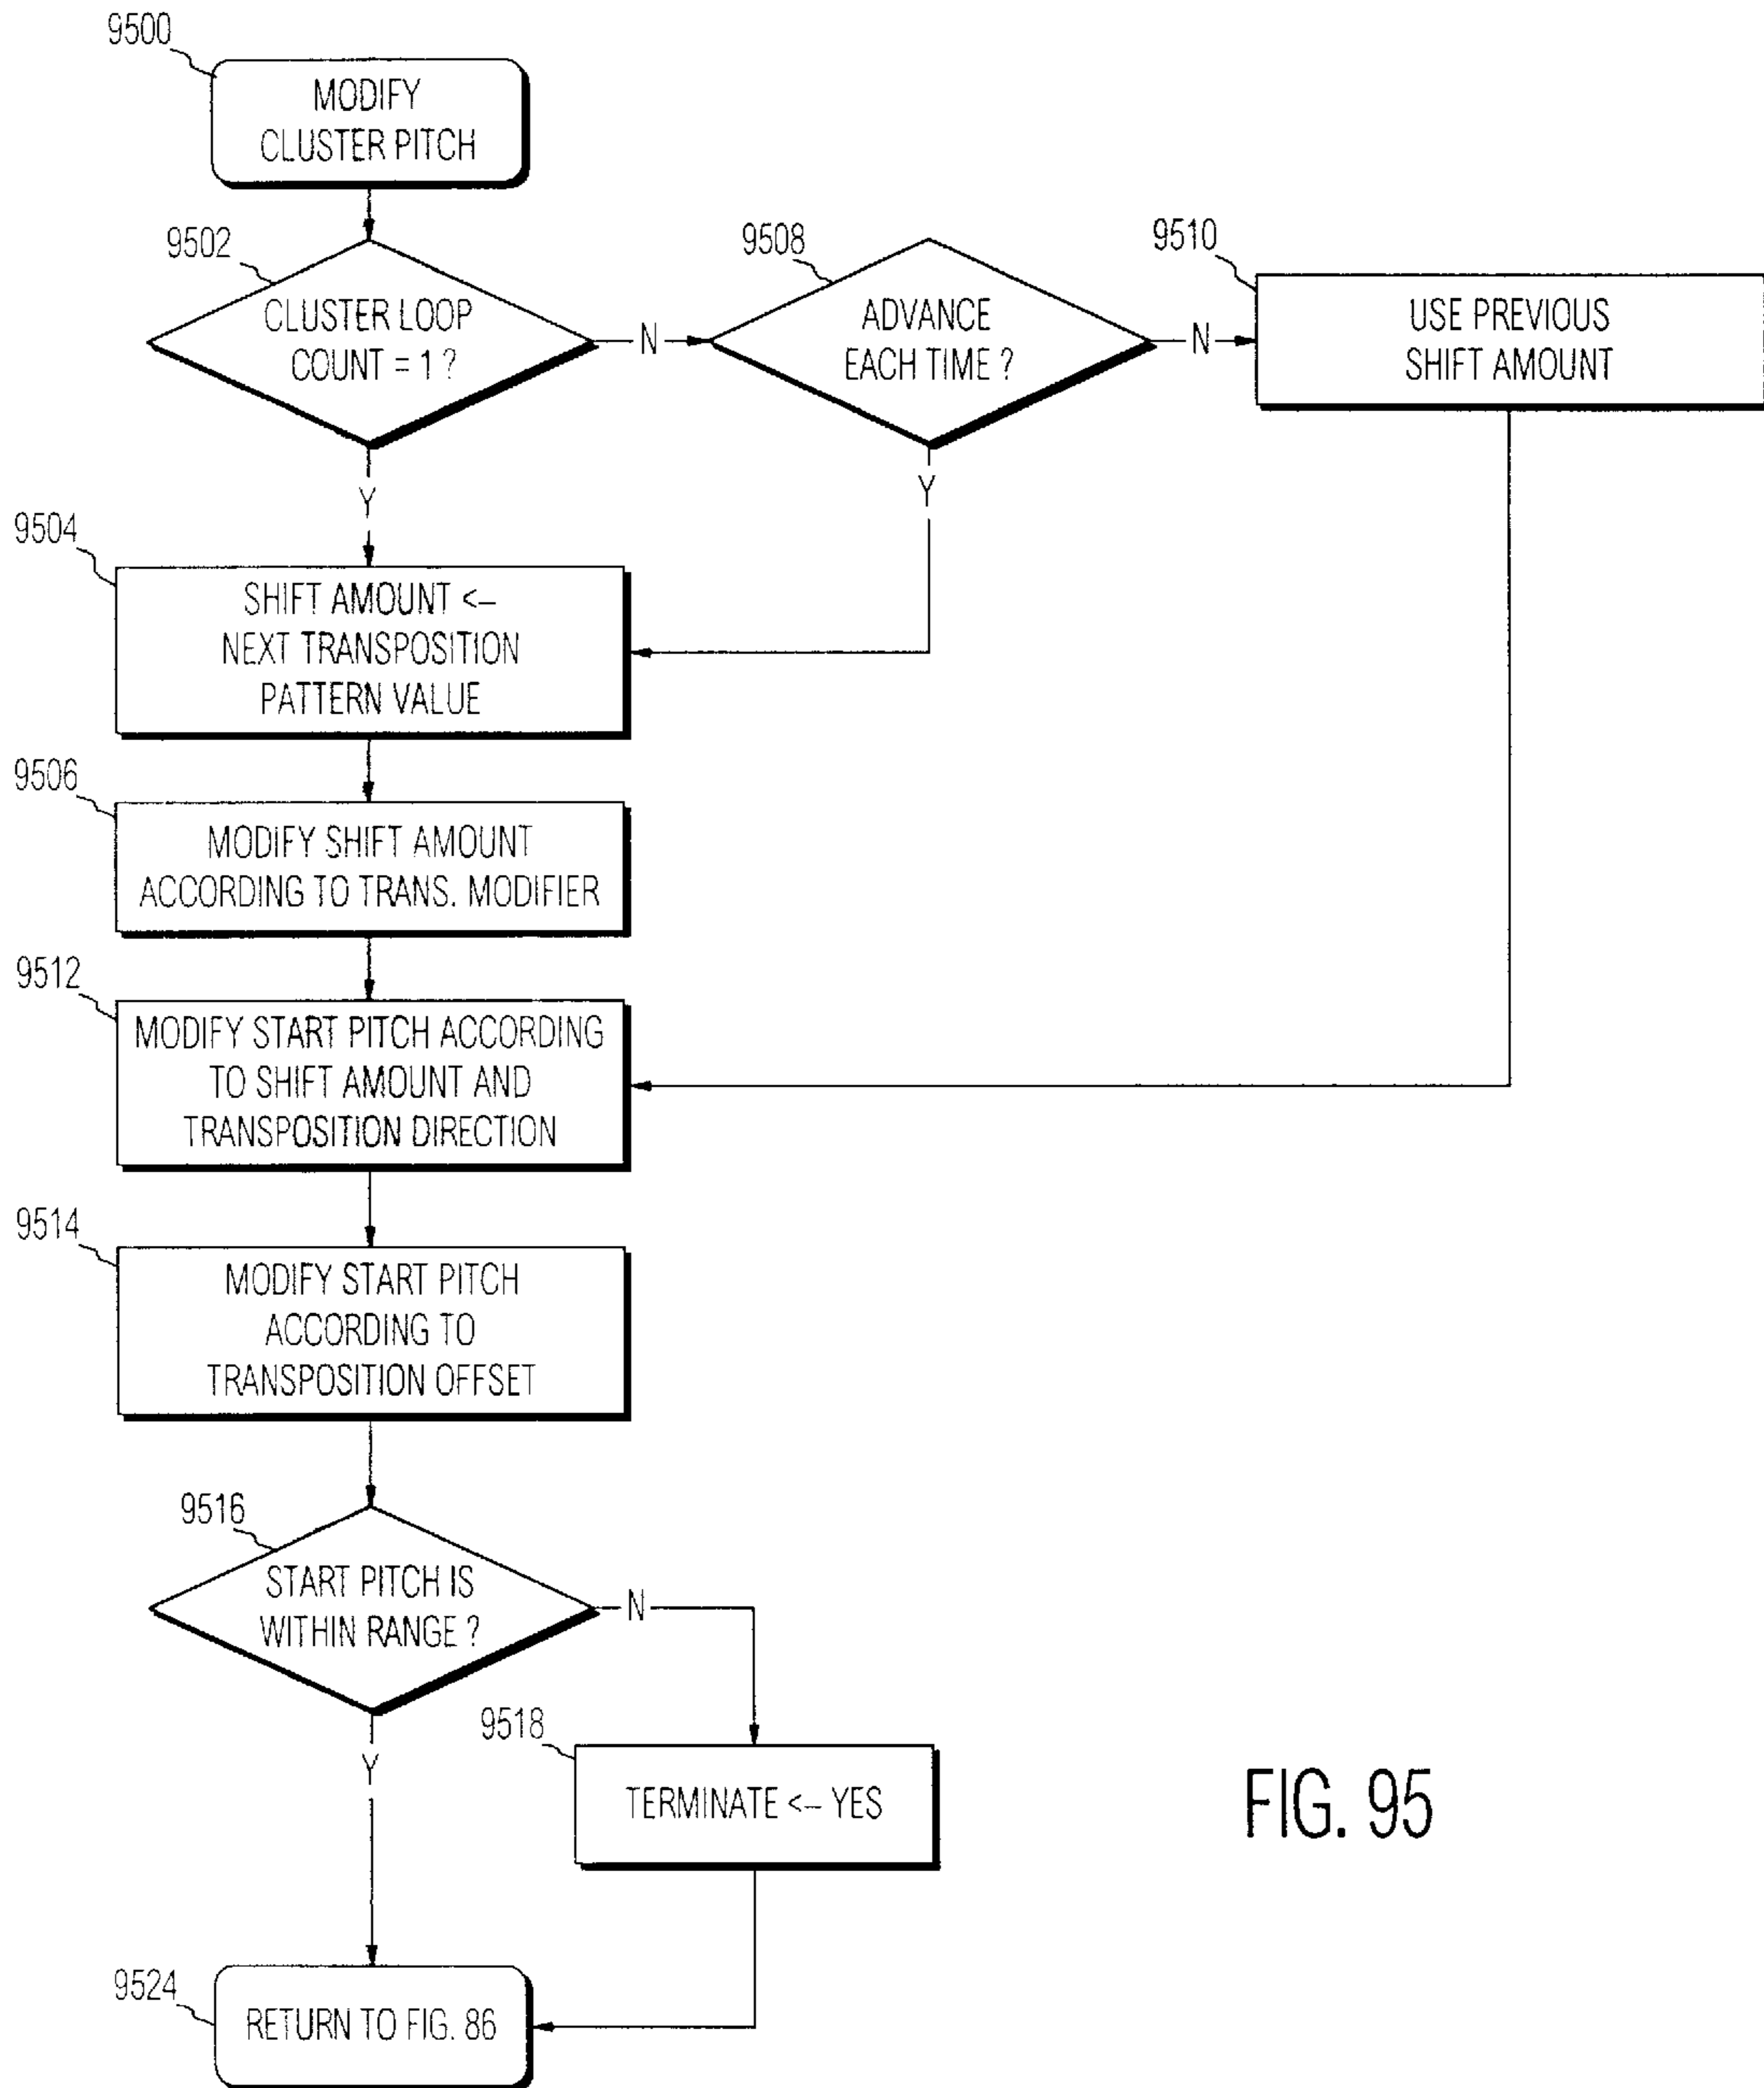 9500
MODIFY
CLUSTER PITCH
9502
CLUSTER LOOP
COUNT = 1 ?
N
9508
ADVANCE
EACH TIME ?
N
9510
USE PREVIOUS
SHIFT AMOUNT
Y
Y
9504
SHIFT AMOUNT <–
NEXT TRANSPOSITION
PATTERN VALUE
9506
MODIFY SHIFT AMOUNT
ACCORDING TO TRANS. MODIFIER
9512
MODIFY START PITCH ACCORDING
TO SHIFT AMOUNT AND
TRANSPOSITION DIRECTION
9514
MODIFY START PITCH
ACCORDING TO
TRANSPOSITION OFFSET
9516
START PITCH IS
WITHIN RANGE ?
N
Y
9518
TERMINATE <– YES
9524
RETURN TO FIG. 86
FIG. 95